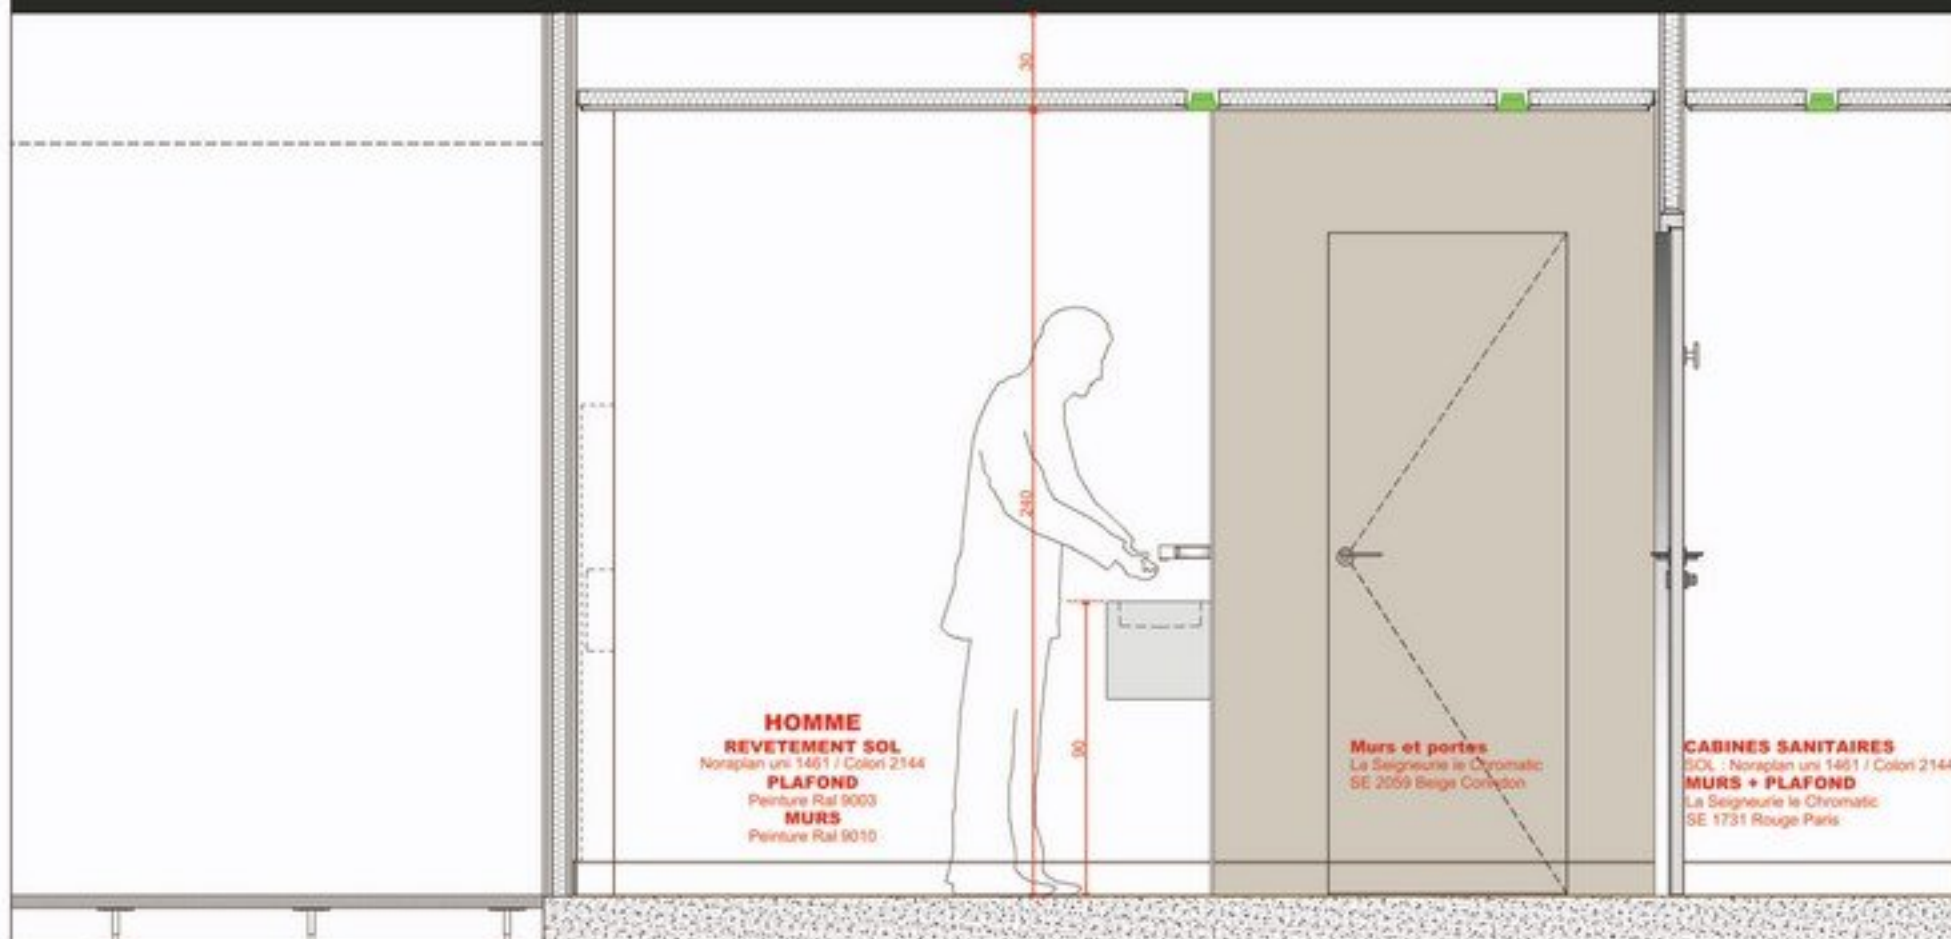 30
240
90
HOMME
REVETEMENT SOL
Noraplan uni 1461 / Colori 2144
PLAFOND
Peinture Ral 9003
MURS
Peinture Ral 9010
Murs et portes
La Seigneurie le Chromatic
SE 2059 Beige
CABINES SANITAIRES
SOL : Noraplan uni 1461 / Colori 2144
MURS + PLAFOND
La Seigneurie le Chromatic
SE 1731 Rouge Paris